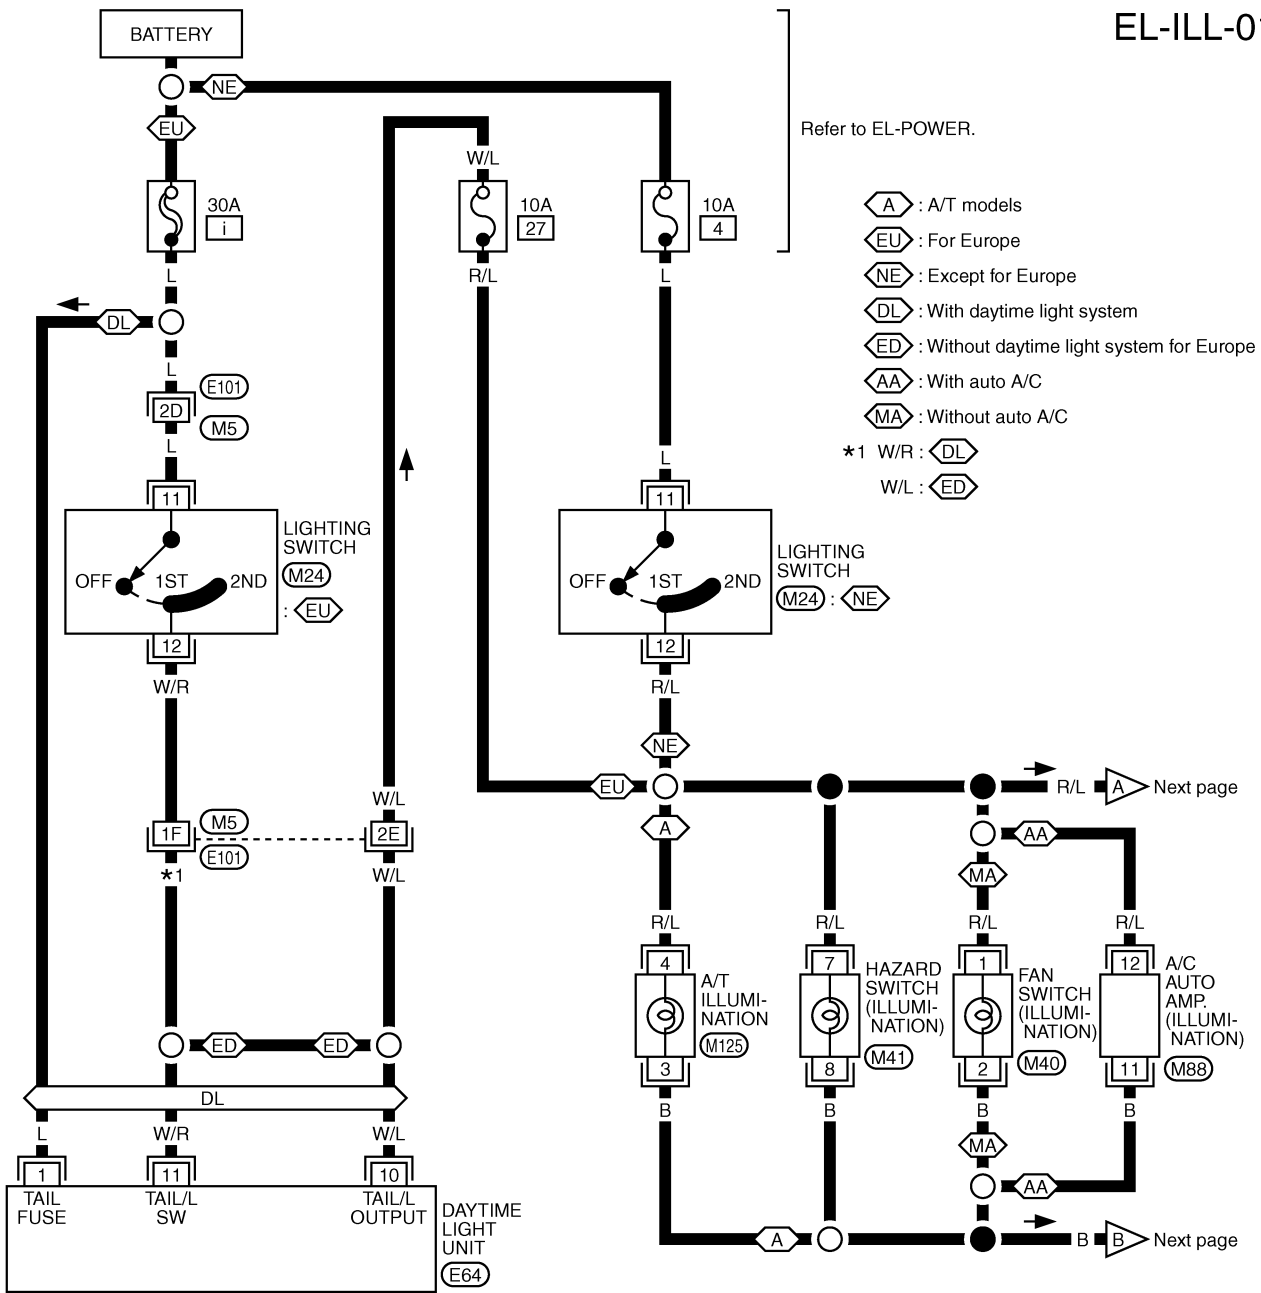 EL-ILL-01
BATTERY
NE
EU
Refer to EL-POWER.
W/L
30A
i
10A
27
10A
4
A : A/T models
EU : For Europe
NE : Except for Europe
DL : With daytime light system
ED : Without daytime light system for Europe
AA : With auto A/C
MA : Without auto A/C
*1 W/R : DL
W/L : ED
L
R/L
L
DL
L
E101
2D
M5
L
L
11
11
LIGHTING
SWITCH
M24
: EU
OFF
1ST
2ND
LIGHTING
SWITCH
M24 : NE
OFF
1ST
2ND
12
12
W/R
R/L
NE
EU
R/L
A
Next page
W/L
M5
1F
2E
E101
*1
W/L
A
AA
MA
R/L
R/L
R/L
R/L
4
7
1
12
A/T
ILLUMI-
NATION
M125
HAZARD
SWITCH
(ILLUMI-
NATION)
M41
FAN
SWITCH
(ILLUMI-
NATION)
M40
A/C
AUTO
AMP.
(ILLUMI-
NATION)
M88
3
8
2
11
ED
ED
B
B
B
B
DL
MA
L
W/R
W/L
1
11
10
AA
TAIL
FUSE
TAIL/L
SW
TAIL/L
OUTPUT
DAYTIME
LIGHT
UNIT
E64
A
B
B
Next page